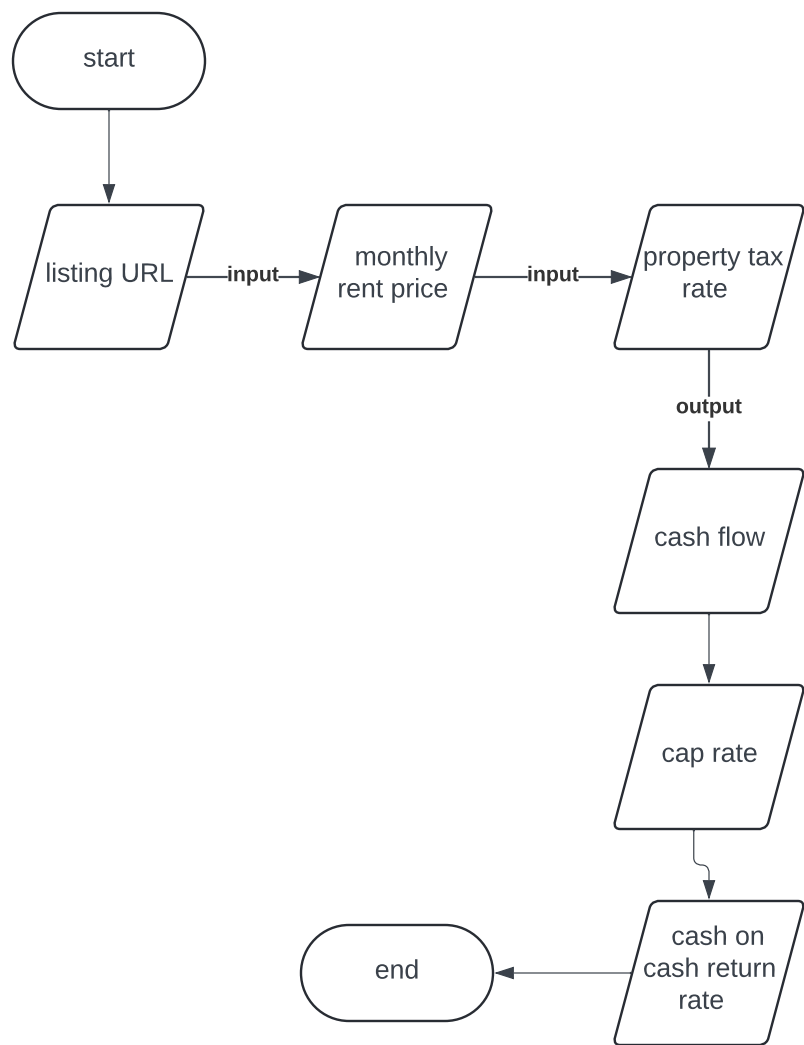 start
listing URL
input
monthly
rent price
input
property tax
rate
output
cash flow
cap rate
cash on
cash return
rate
end